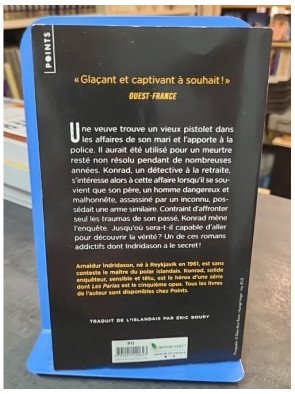 POINTS
« Glaçant et captivant à souhait ! »
OUEST-FRANCE
Une veuve trouve un vieux pistolet dans
les affaires de son mari et l'apporte à la
police. Il aurait été utilisé pour un meurtre
resté non résolu pendant de nombreuses
années. Konrad, un détective à la retraite,
s'intéresse alors à cette affaire lorsqu'il se sou-
vient que son père, un homme dangereux et
malhonnête, assassiné par un inconnu, pos-
sédait une arme similaire. Contraint d'affronter
seul les traumas de son passé, Konrad mène
l'enquête. Jusqu'où sera-t-il capable d'aller
pour découvrir la vérité ? Un de ces romans
addictifs dont Indridason a le secret !
Arnaldur Indridason, né à Reykjavik en 1961, est sans
conteste le maître du polar islandais. Konrad, solide
enquêteur, sensible et têtu, est le héros d'une série
dont Les Parias est le cinquième opus. Tous les livres
de l'auteur sont disponibles chez Points.
TRADUIT DE L'ISLANDAIS PAR ÉRIC BOURY
P11
IMPRIM'VERT